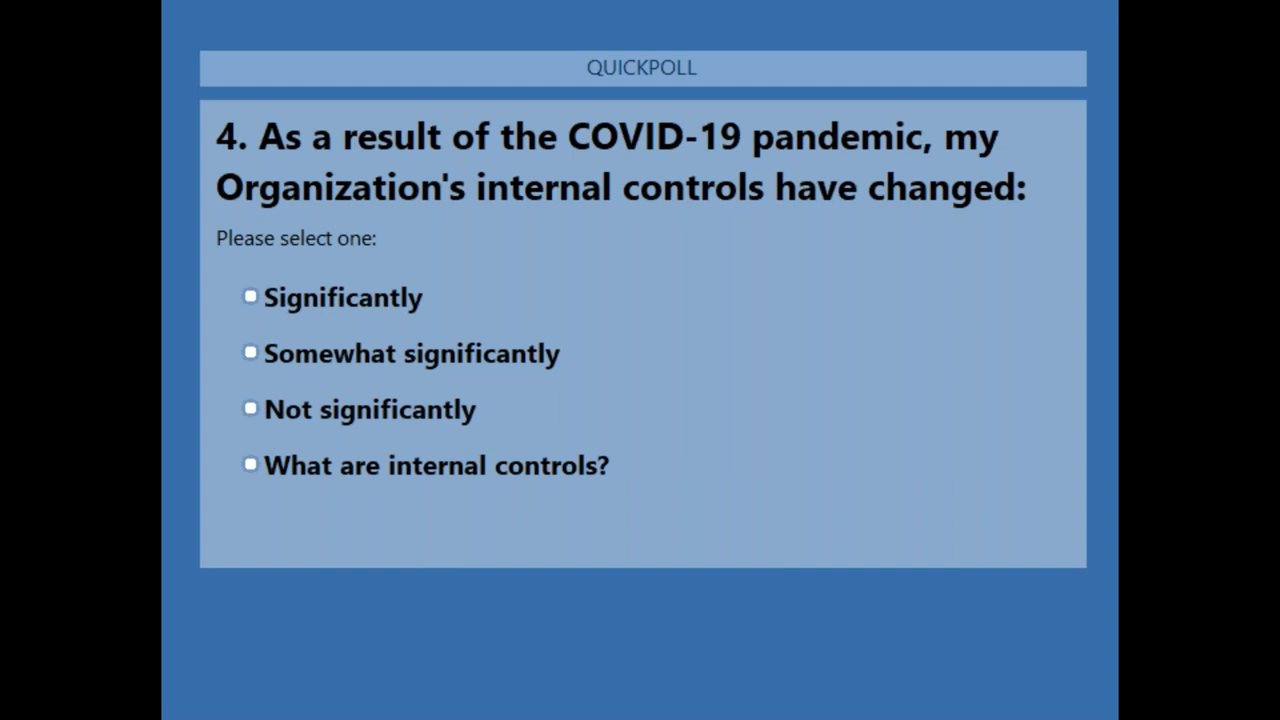 QUICKPOLL
4. As a result of the COVID-19 pandemic, my
Organization's internal controls have changed:
Please select one:
Significantly
Somewhat significantly
Not significantly
What are internal controls?